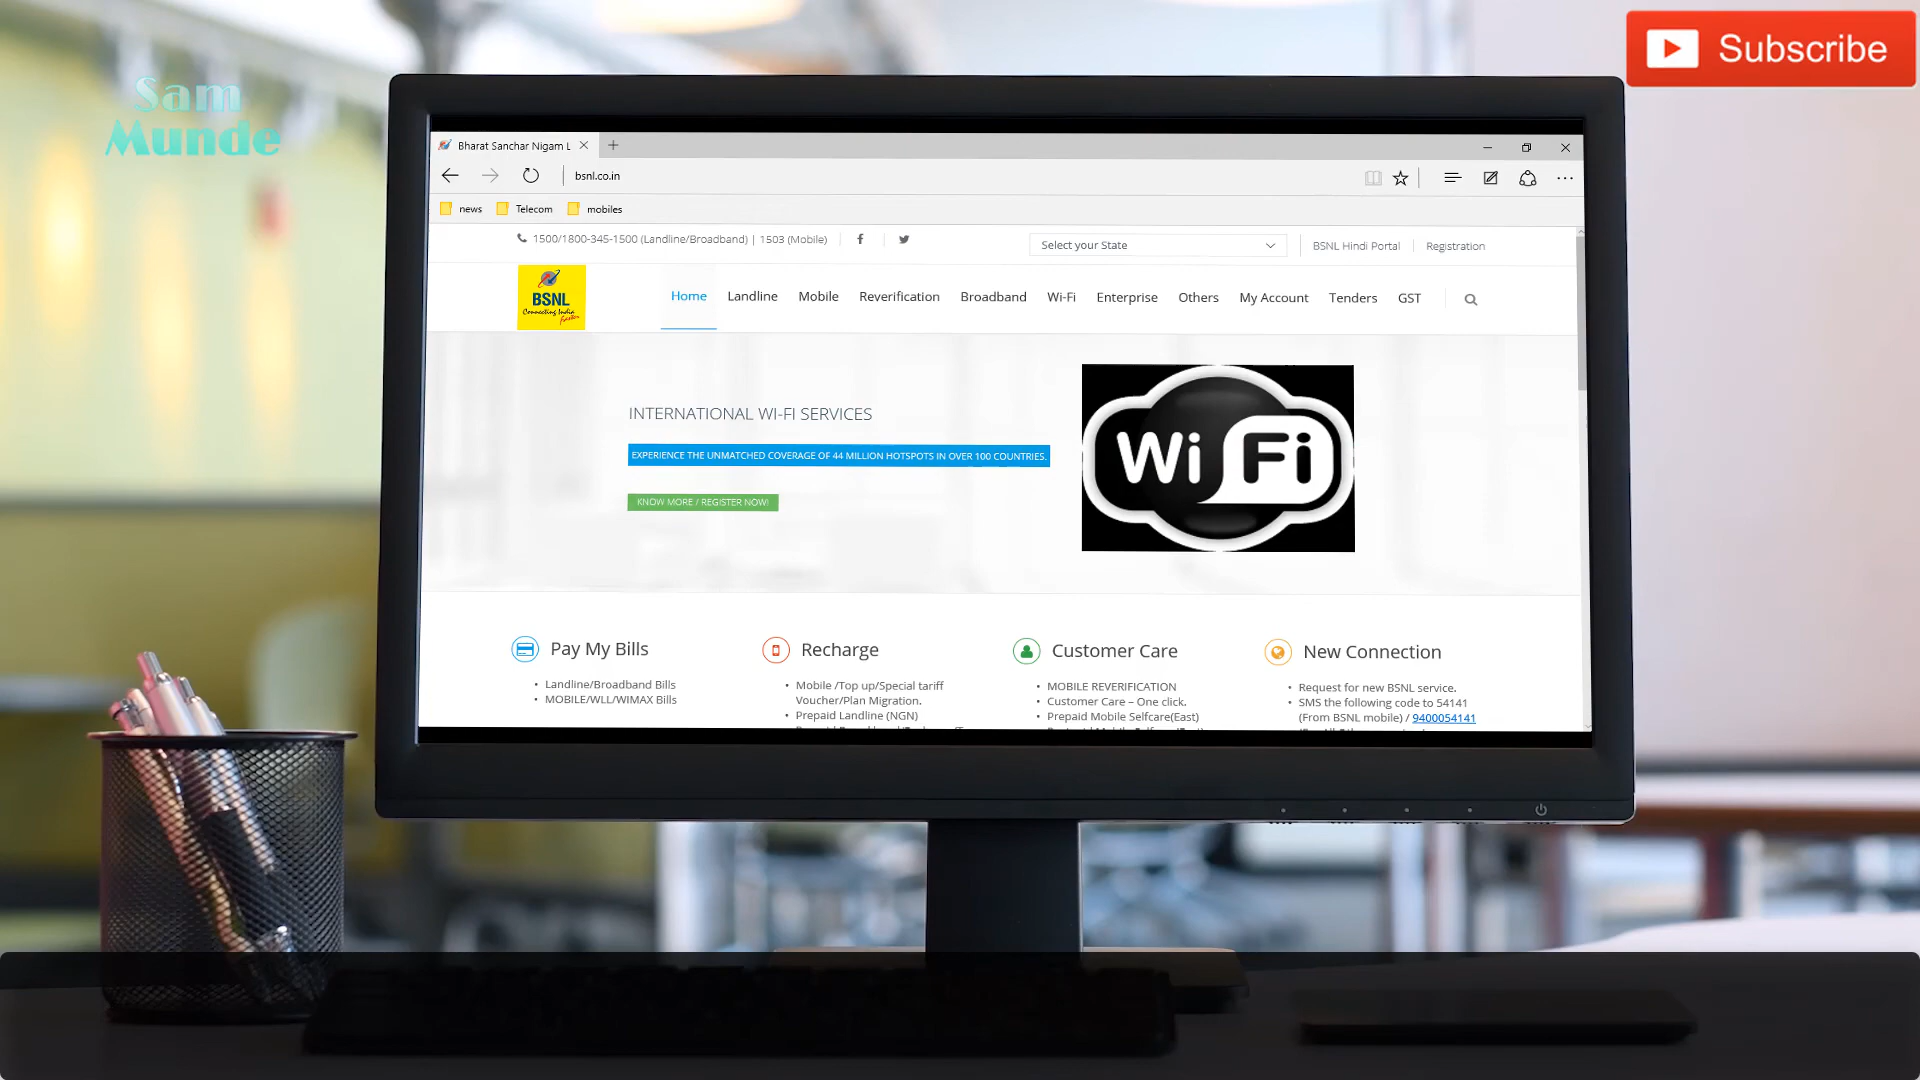 Subscribe
Sam
Munde
Bharat Sanchar Nigam L
bsnl.co.in
news
Telecom
mobiles
1500/1800-345-1500 (Landline/Broadband) | 1503 (Mobile)
Select your State
BSNL Hindi Portal
Registration
BSNL
Connecting India
faster
Home
Landline
Mobile
Reverification
Broadband
Wi-Fi
Enterprise
Others
My Account
Tenders
GST
INTERNATIONAL WI-FI SERVICES
EXPERIENCE THE UNMATCHED COVERAGE OF 44 MILLION HOTSPOTS IN OVER 100 COUNTRIES.
KNOW MORE / REGISTER NOW!
Wi Fi
Pay My Bills
• Landline/Broadband Bills
• MOBILE/WLL/WIMAX Bills
Recharge
• Mobile /Top up/Special tariff
Voucher/Plan Migration.
• Prepaid Landline (NGN)
Customer Care
• MOBILE REVERIFICATION
• Customer Care – One click.
• Prepaid Mobile Selfcare(East)
New Connection
• Request for new BSNL service.
• SMS the following code to 54141
(From BSNL mobile) / 9400054141